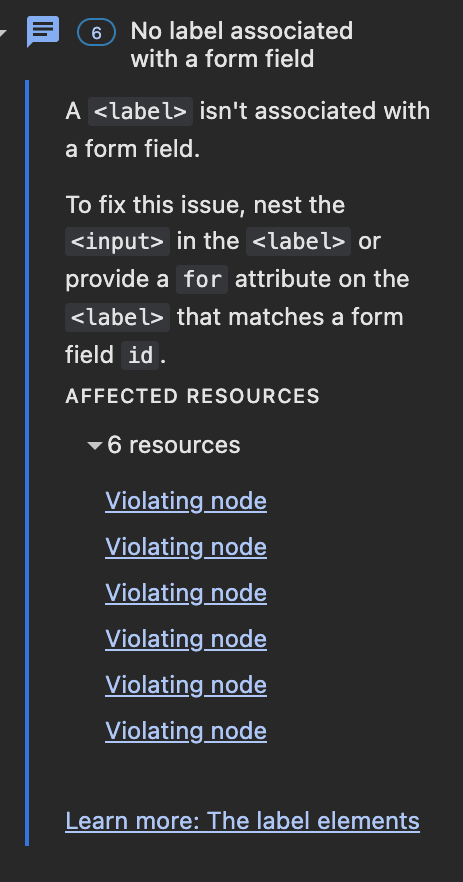 6 No label associated
with a form field
A <label> isn't associated with
a form field.
To fix this issue, nest the
<input> in the <label> or
provide a for attribute on the
<label> that matches a form
field id.
AFFECTED RESOURCES
6 resources
Violating node
Violating node
Violating node
Violating node
Violating node
Violating node
Learn more: The label elements